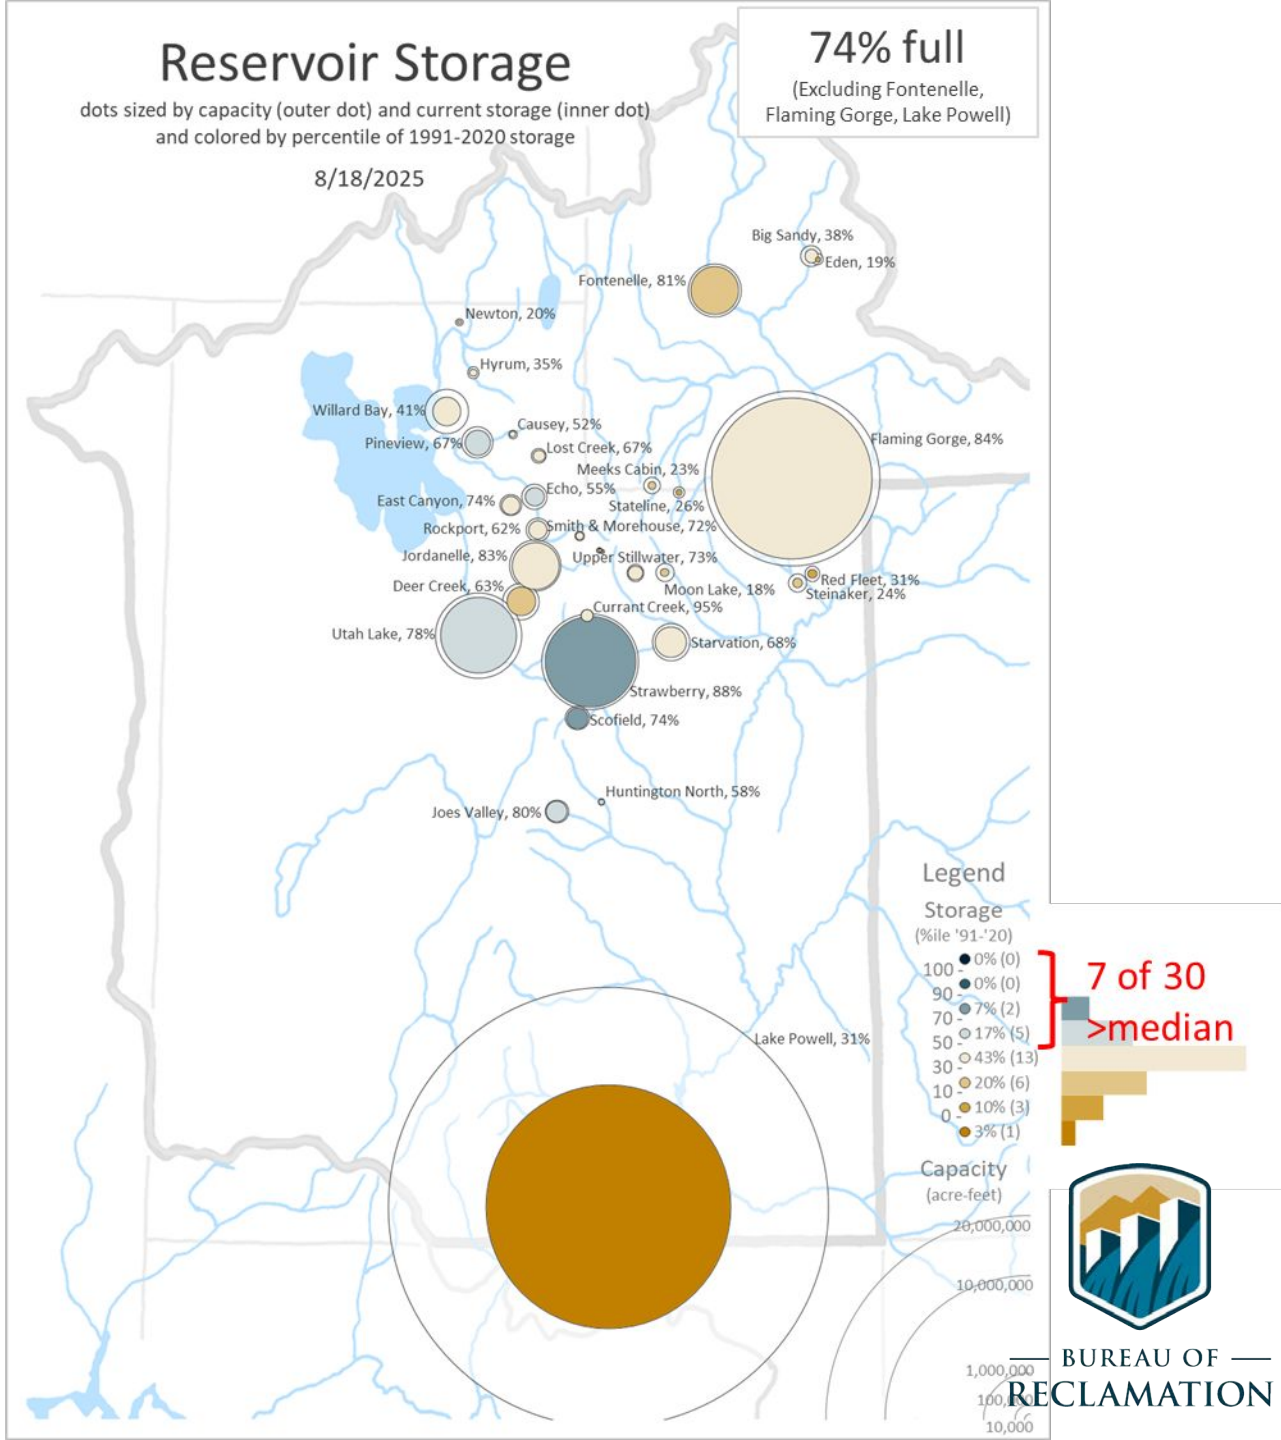 Reservoir Storage
dots sized by capacity (outer dot) and current storage (inner dot)
and colored by percentile of 1991-2020 storage
8/18/2025
74% full
(Excluding Fontenelle,
Flaming Gorge, Lake Powell)
Big Sandy, 38%
Eden, 19%
Fontenelle, 81%
Newton, 20%
Hyrum, 35%
Willard Bay, 41%
Causey, 52%
Pineview, 67%
Flaming Gorge, 84%
Lost Creek, 67%
Meeks Cabin, 23%
Echo, 55%
East Canyon, 74%
Stateline, 26%
Rockport, 62%
Smith & Morehouse, 72%
Jordanelle, 83%
Upper Stillwater, 73%
Red Fleet, 31%
Deer Creek, 63%
Moon Lake, 18%
Steinaker, 24%
Currant Creek, 95%
Utah Lake, 78%
Starvation, 68%
Strawberry, 88%
Scofield, 74%
Huntington North, 58%
Joes Valley, 80%
Lake Powell, 31%
Legend
Storage
(%ile '91-'20)
0% (0)
100 -
0% (0)
90 -
7% (2)
70 -
17% (5)
50 -
43% (13)
30 -
20% (6)
10 -
10% (3)
0 -
3% (1)
7 of 30
>median
Capacity
(acre-feet)
20,000,000
10,000,000
1,000,000
100,000
10,000
BUREAU OF
RECLAMATION